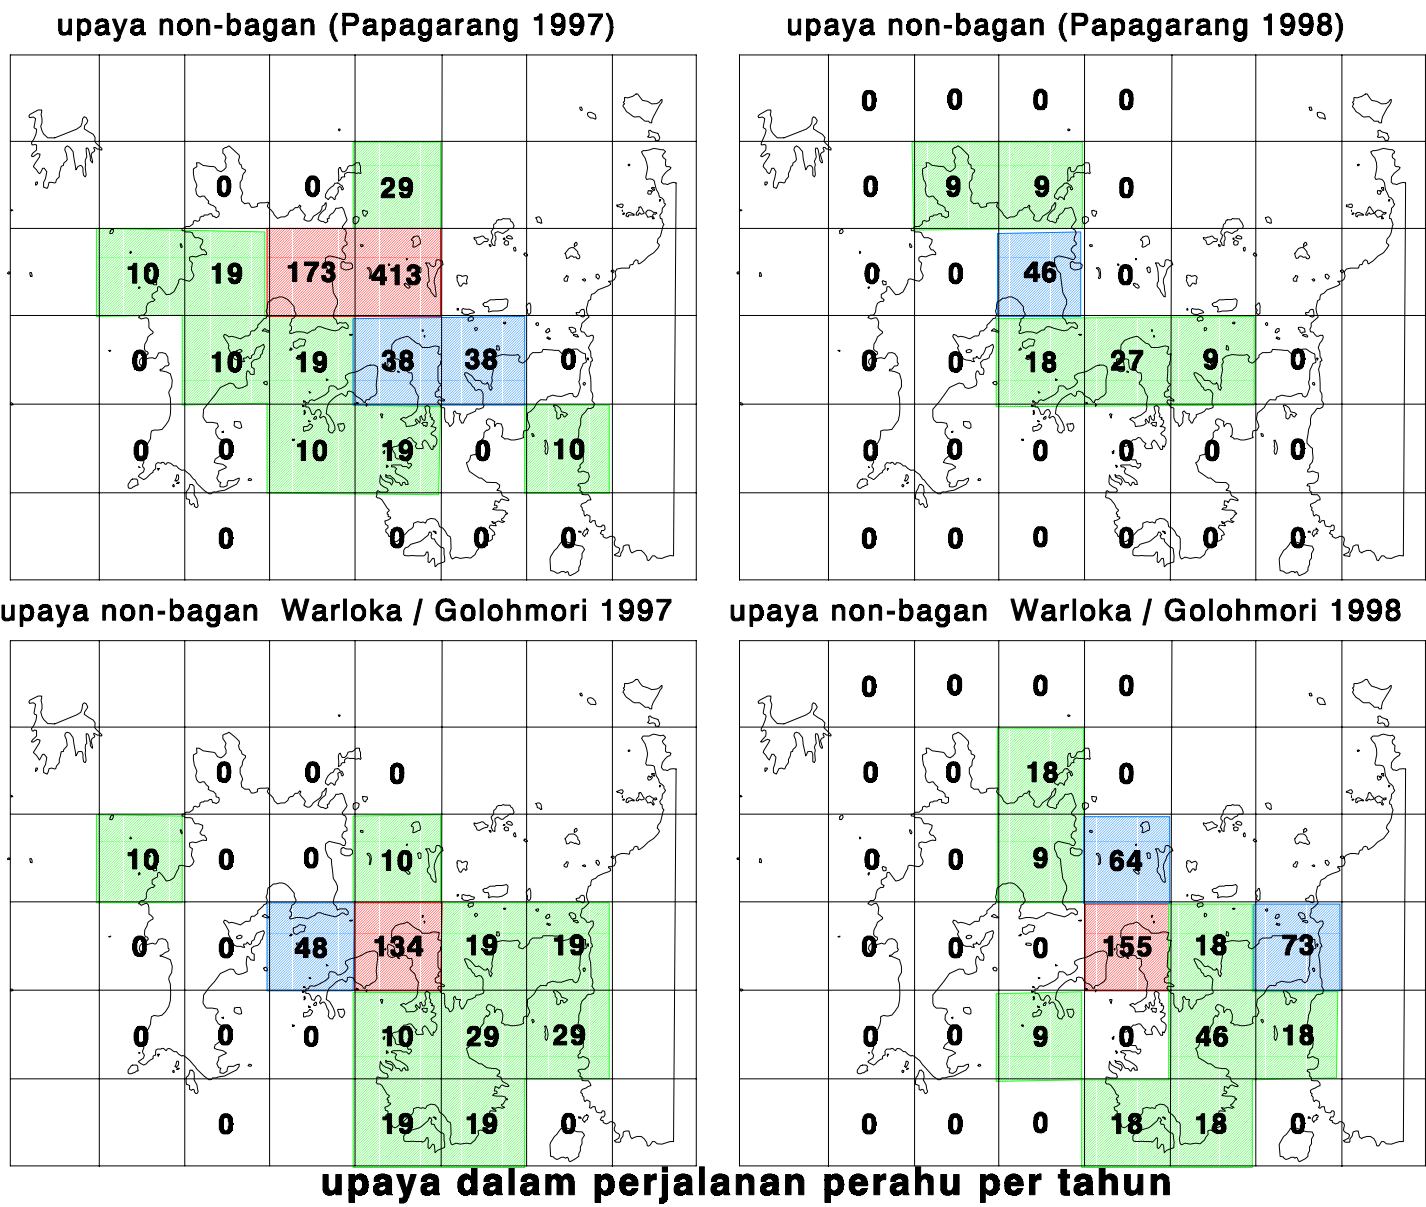 upaya non-bagan (Papagarang 1997)
upaya non-bagan (Papagarang 1998)
0 0 29
10 19 173 413
0 10 19 38 38 0
0 0 10 19 0 10
0 0 0 0
0 0 0 0
0 9 9 0
0 0 46 0
0 0 18 27 9 0
0 0 0 0 0 0
0 0 0 0 0 0
upaya non-bagan Warloka / Golohmori 1997
upaya non-bagan Warloka / Golohmori 1998
0 0 0
10 0 0 10
0 0 48 134 19 19
0 0 0 10 29 29
0 19 19 0
0 0 0 0
0 0 18 0
0 0 9 64
0 0 0 155 18 73
0 0 9 0 46 18
0 0 0 18 18 0
upaya dalam perjalanan perahu per tahun